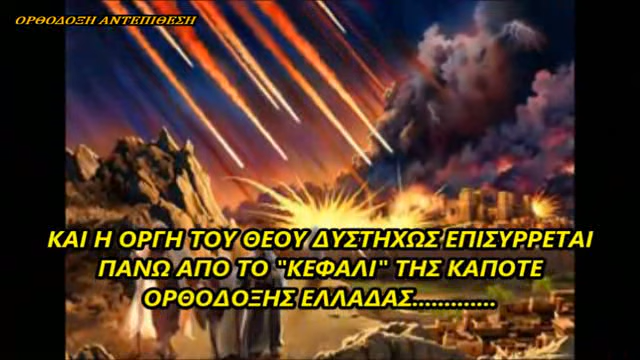 ΟΡΘΟΔΟΞΗ ΑΝΤΕΠΙΘΕΣΗ
ΚΑΙ Η ΟΡΓΗ ΤΟΥ ΘΕΟΥ ΔΥΣΤΗΧΩΣ ΕΠΙΣΥΡΡΕΤΑΙ
ΠΑΝΩ ΑΠΟ ΤΟ "ΚΕΦΑΛΙ" ΤΗΣ ΚΑΠΟΤΕ
ΟΡΘΟΔΟΞΗΣ ΕΛΛΑΔΑΣ.............